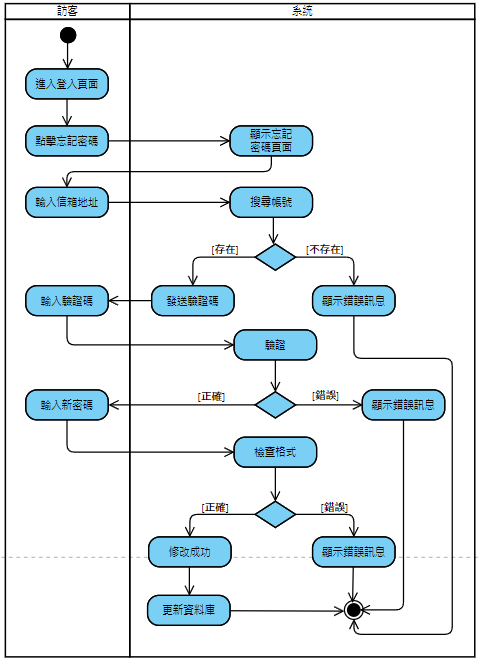 訪客
系統
進入登入頁面
點擊忘記密碼
顯示忘記
密碼頁面
輸入信箱地址
搜尋帳號
[存在]
[不存在]
輸入驗證碼
發送驗證碼
顯示錯誤訊息
驗證
[正確]
[錯誤]
輸入新密碼
顯示錯誤訊息
檢查格式
[正確]
[錯誤]
修改成功
顯示錯誤訊息
更新資料庫